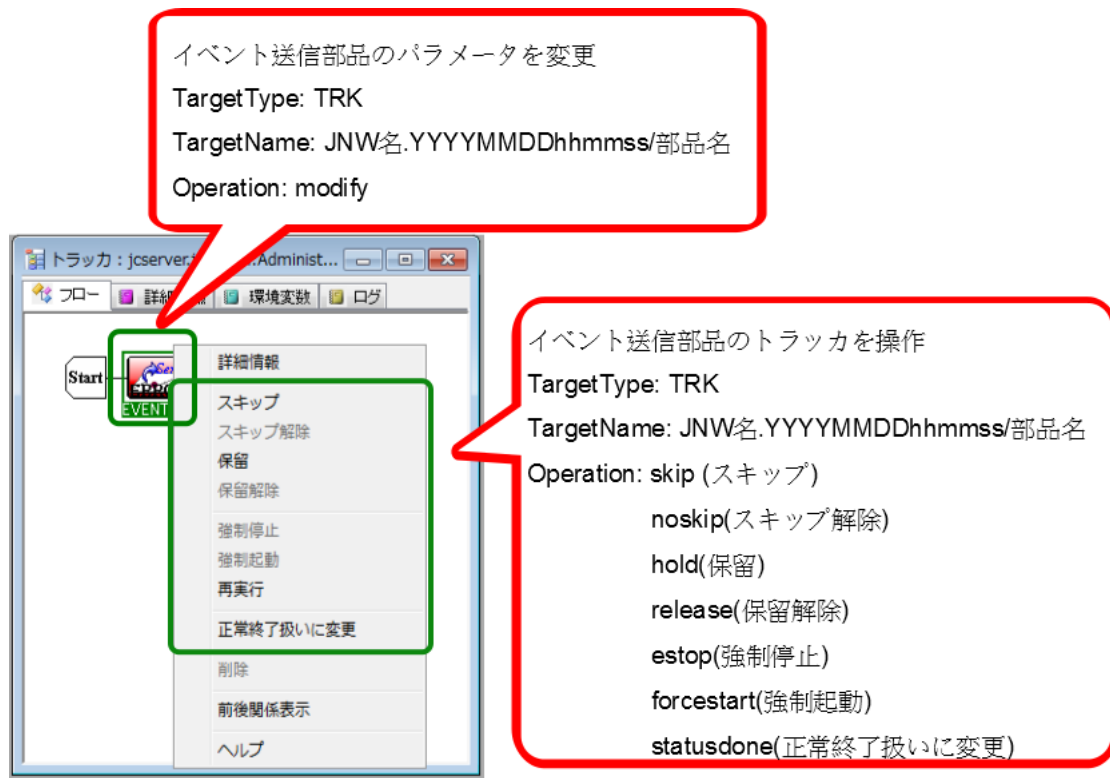 イベント送信部品のパラメータを変更
TargetType: TRK
TargetName: JNW名.YYYYMMDDhhmmss/部品名
Operation: modify
トラッカ : jcserver. .Administ...
フロー
詳細
環境変数
ログ
Start
EVENT
詳細情報
スキップ
スキップ解除
保留
保留解除
強制停止
強制起動
再実行
正常終了扱いに変更
削除
前後関係表示
ヘルプ
イベント送信部品のトラッカを操作
TargetType: TRK
TargetName: JNW名.YYYYMMDDhhmmss/部品名
Operation: skip (スキップ)
noskip(スキップ解除)
hold(保留)
release(保留解除)
estop(強制停止)
forcestart(強制起動)
statusdone(正常終了扱いに変更)